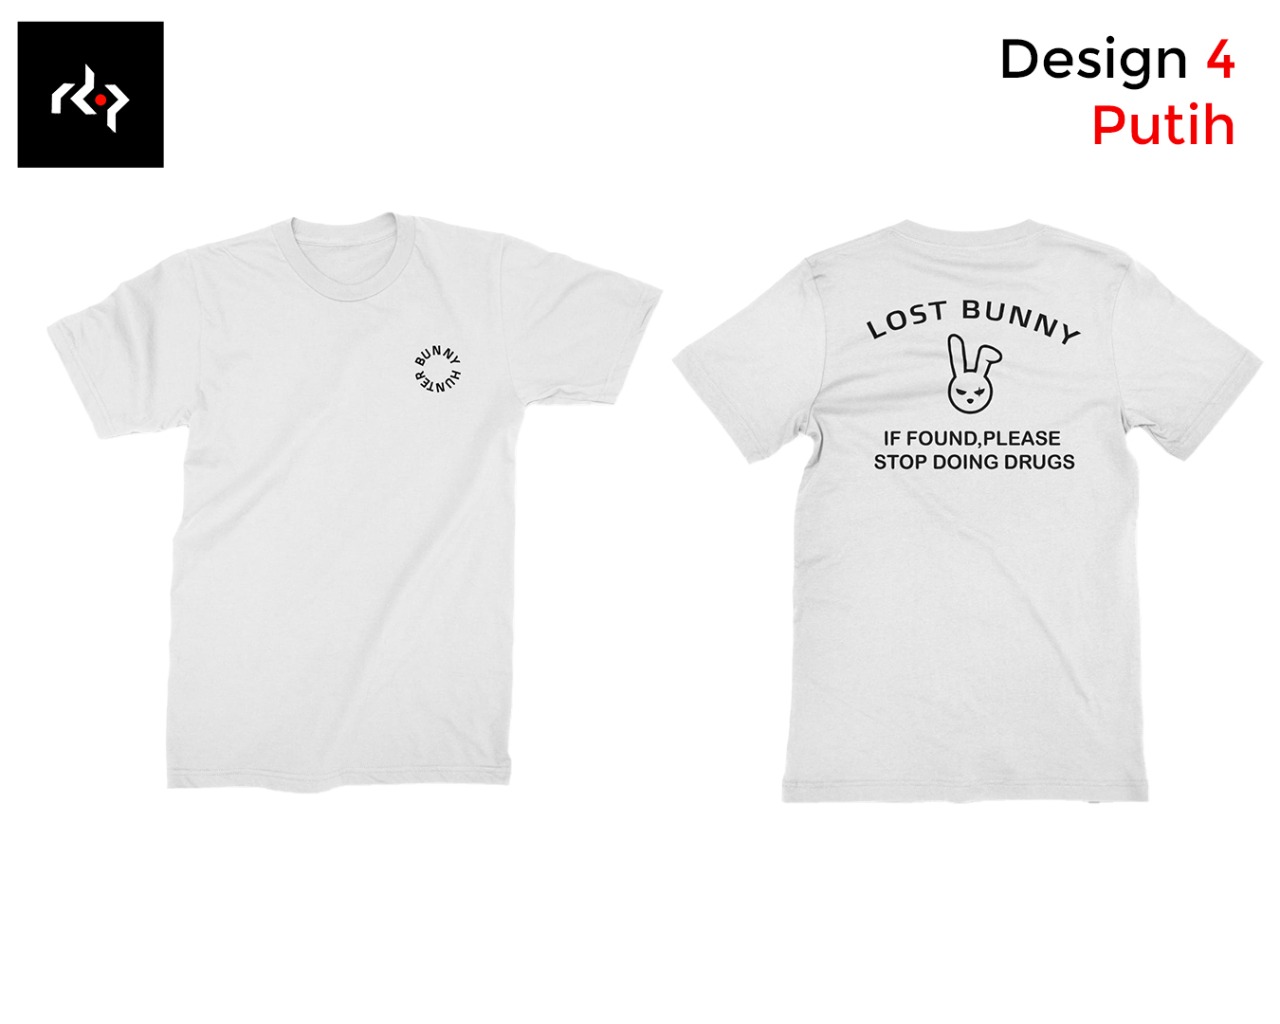 Design 4
Putih
BUNNY HUNTER
LOST BUNNY
IF FOUND,PLEASE
STOP DOING DRUGS